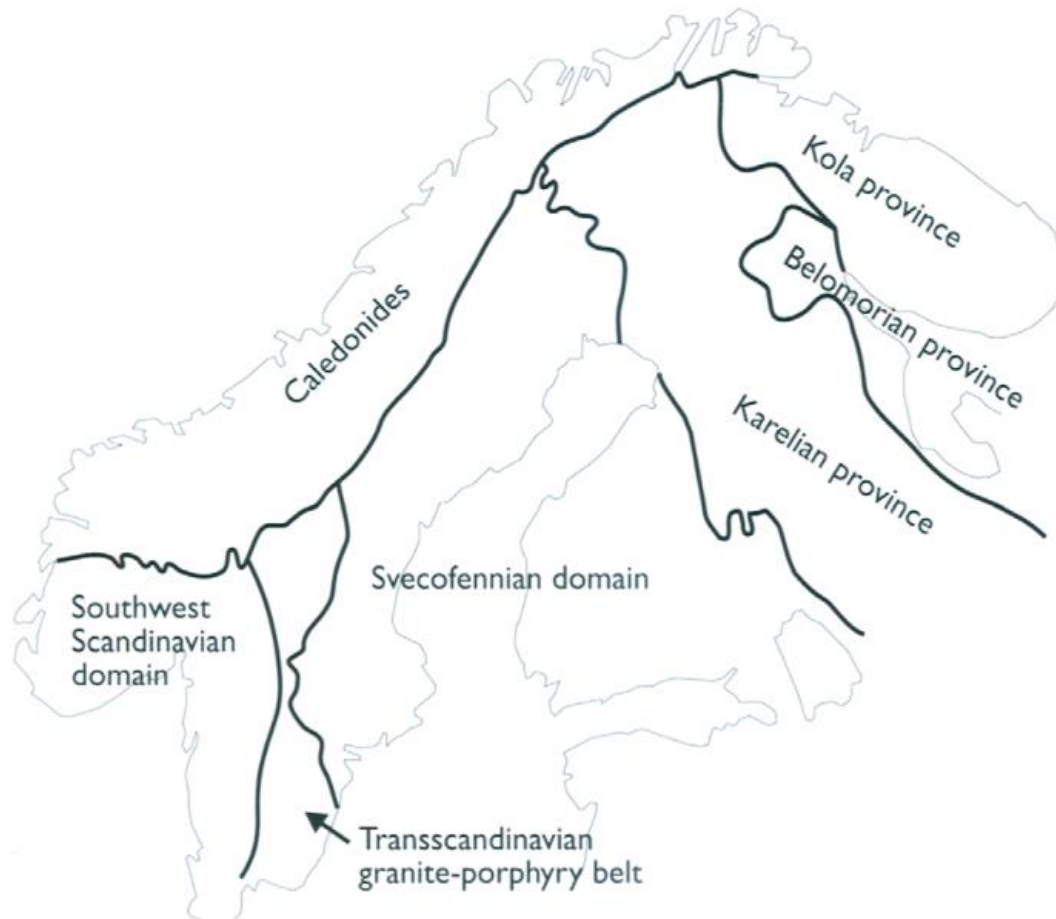 Kola province
Belomorian province
Caledonides
Karelian province
Svecofennian domain
Southwest
Scandinavian
domain
Transscandinavian
granite-porphyry belt